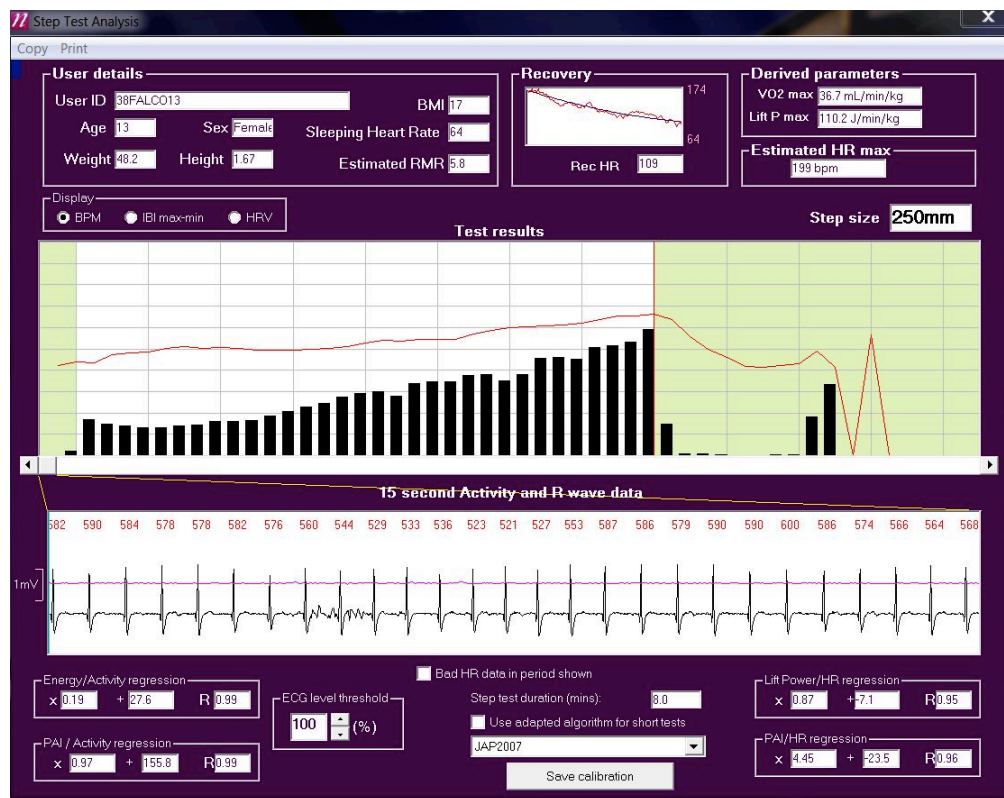 n Step Test Analysis X
Copy Print
User details
User ID 38FALCO13 BMI 17
Age 13 Sex Female Sleeping Heart Rate 64
Weight 48.2 Height 1.67 Estimated RMR 5.8
Recovery
174
64
Rec HR 109
Derived parameters
VO2 max 36.7 mL/min/kg
Lift P max 110.2 J/min/kg
Estimated HR max
199 bpm
Display
BPM IBI max-min HRV
Step size 250mm
Test results
15 second Activity and R wave data
582 590 584 578 578 582 576 560 544 529 533 536 523 521 527 553 587 586 579 590 590 600 586 574 566 564 568
1mV
Energy/Activity regression
x 0.19 + 27.6 R 0.99
PAI / Activity regression
x 0.97 + 155.8 R 0.99
ECG level threshold
100 (%)
Bad HR data in period shown
Step test duration (mins): 8.0
Use adapted algorithm for short tests
JAP2007
Save calibration
Lift Power/HR regression
x 0.87 + -7.1 R 0.95
PAI/HR regression
x 4.45 + -23.5 R 0.96